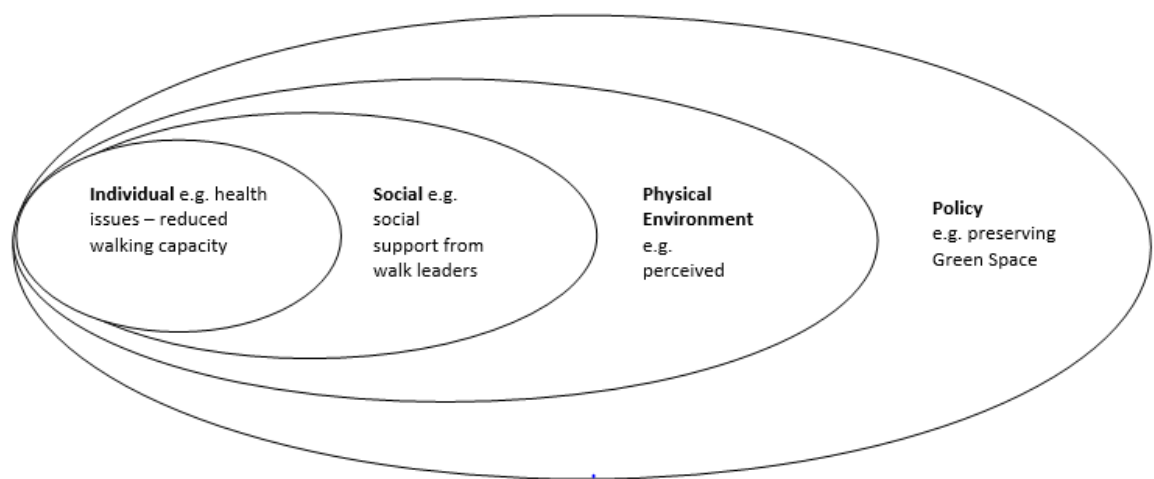 Individual e.g. health
issues – reduced
walking capacity
Social e.g.
social
support from
walk leaders
Physical
Environment
e.g.
perceived
Policy
e.g. preserving
Green Space